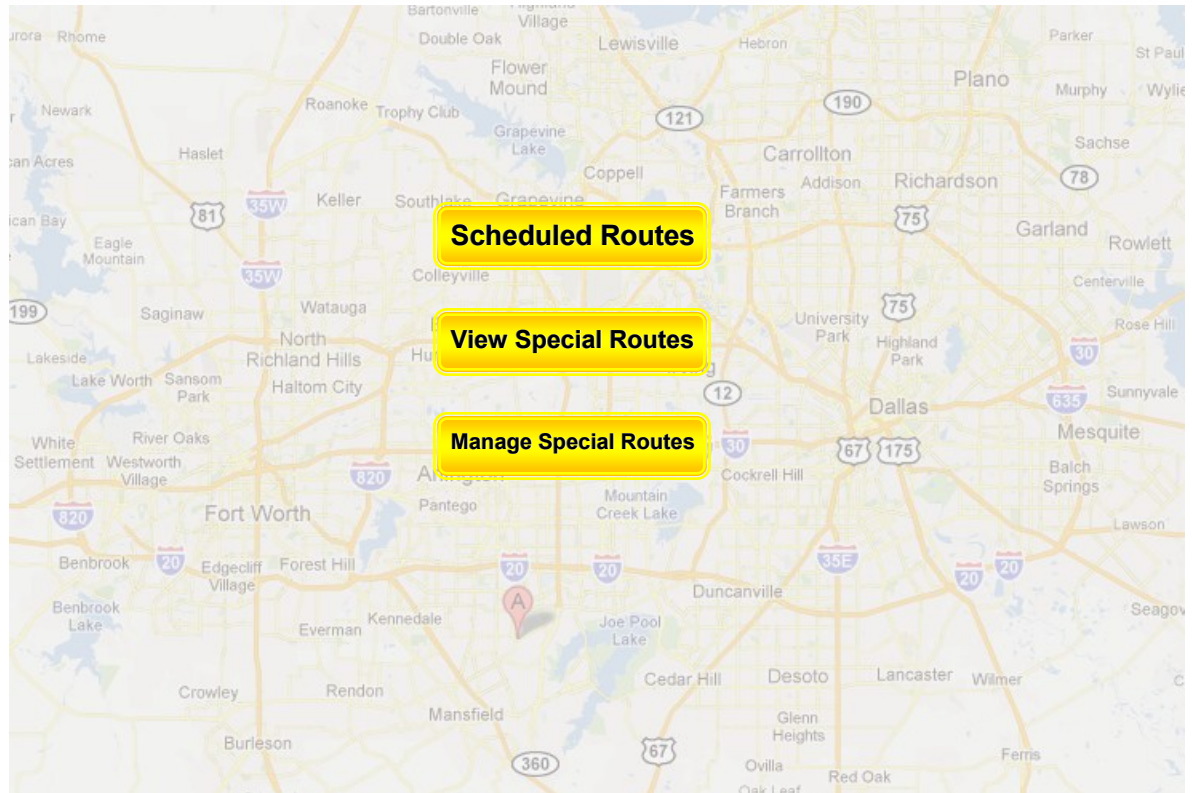 Bartonville
Village
Double Oak
Lewisville
Hebron
Parker
St Paul
Rhome
Flower
Mound
Plano
Murphy
Wylie
Newark
Roanoke
Trophy Club
121
190
Grapevine
Lake
Haslet
Carrollton
Sachse
Coppell
Addison
Richardson
78
35W
Keller
Southlake
Grapevine
Farmers
Branch
81
75
Garland
Rowlett
Eagle
Mountain
Scheduled Routes
35W
Colleyville
Centerville
199
Saginaw
Watauga
75
University
Park
Rose Hill
North
Richland Hills
View Special Routes
Highland
Park
30
Lakeside
Lake Worth
Sansom
Park
Haltom City
12
635
Sunnyvale
Dallas
White
Settlement
River Oaks
Manage Special Routes
30
67
175
Mesquite
Westworth
Village
820
Arlington
Cockrell Hill
Balch
Springs
Pantego
Mountain
Creek Lake
820
Fort Worth
Lawson
Benbrook
20
Edgecliff
Village
Forest Hill
20
20
35E
20
20
Duncanville
Benbrook
Lake
A
Kennedale
Everman
Joe Pool
Lake
Crowley
Rendon
Cedar Hill
Desoto
Lancaster
Wilmer
Mansfield
Glenn
Heights
Burleson
360
67
Ovilla
Red Oak
Ferris
Oak Leaf